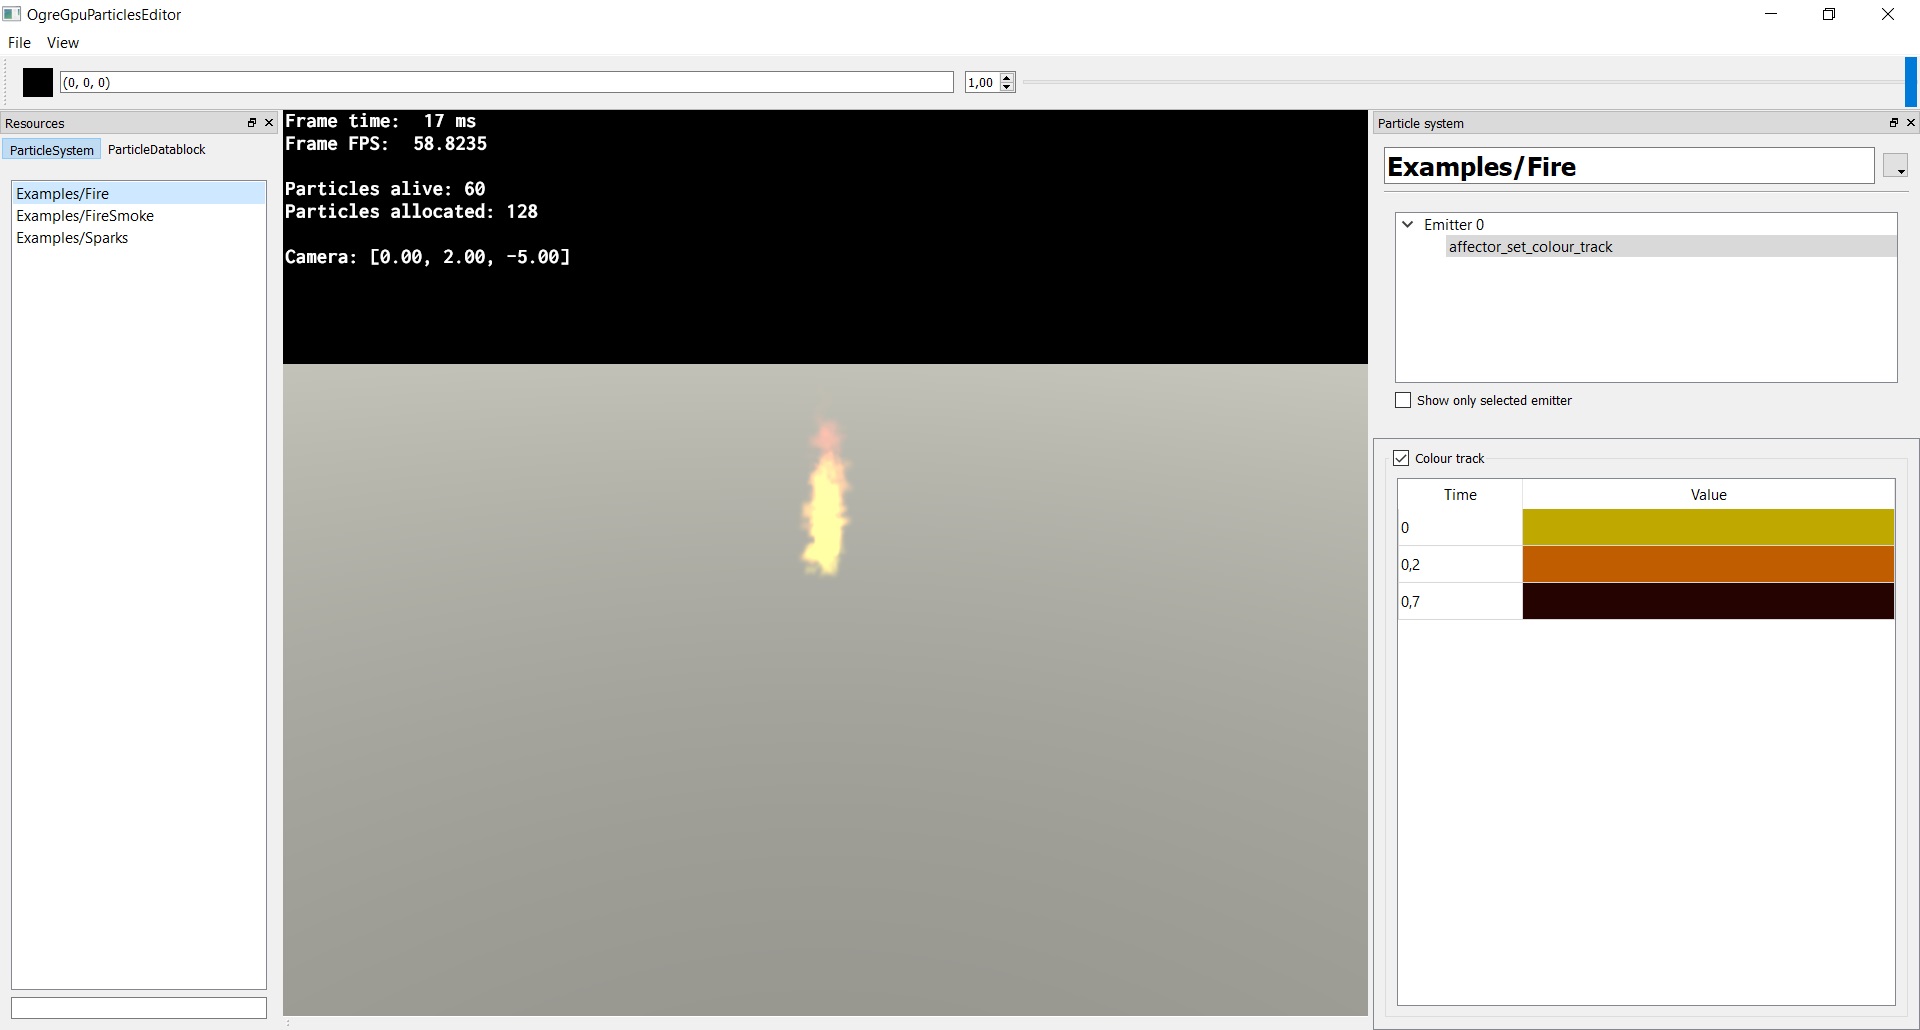 OgreGpuParticlesEditor
File View
(0, 0, 0) 1,00
Resources
ParticleSystem ParticleDatablock
Examples/Fire
Examples/FireSmoke
Examples/Sparks
Frame time: 17 ms
Frame FPS: 58.8235
Particles alive: 60
Particles allocated: 128
Camera: [0.00, 2.00, -5.00]
Particle system
Examples/Fire
Emitter 0
affector_set_colour_track
Show only selected emitter
Colour track
Time Value
0
0,2
0,7